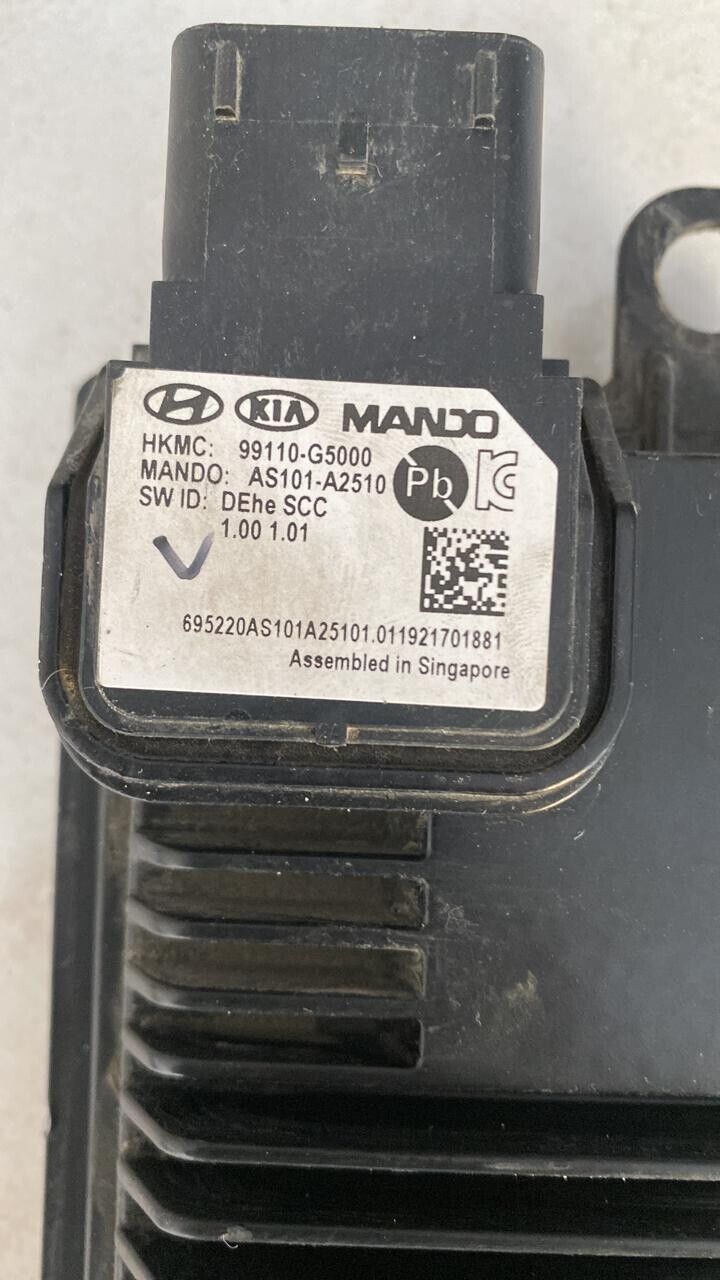 KIA MANDO
HKMC: 99110-G5000
MANDO: AS101-A2510
Pb
SW ID: DEhe SCC
1.00 1.01
695220AS101A25101.011921701881
Assembled in Singapore